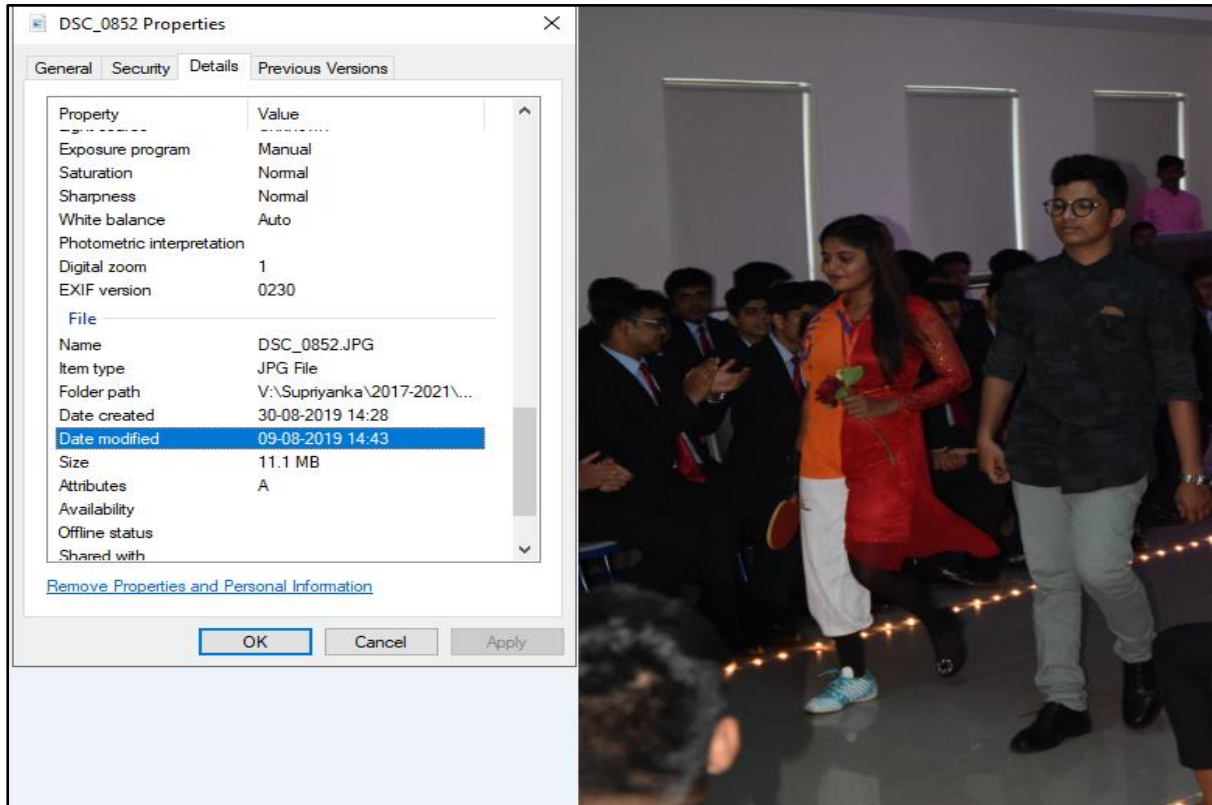 DSC_0852 Properties
General Security Details Previous Versions
Property Value
Exposure program Manual
Saturation Normal
Sharpness Normal
White balance Auto
Photometric interpretation
Digital zoom 1
EXIF version 0230
File
Name DSC_0852.JPG
Item type JPG File
Folder path V:\Supriyanka\2017-2021\...
Date created 30-08-2019 14:28
Date modified 09-08-2019 14:43
Size 11.1 MB
Attributes A
Availability
Offline status
Shared with
Remove Properties and Personal Information
OK Cancel Apply